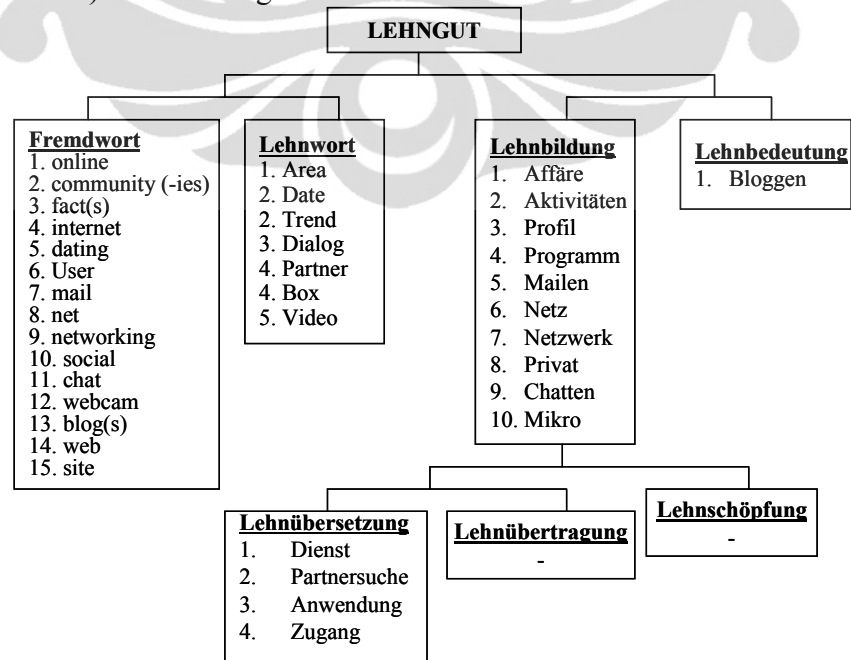 LEHNGUT
Fremdwort
1. online
2. community (-ies)
3. fact(s)
4. internet
5. dating
6. User
7. mail
8. net
9. networking
10. social
11. chat
12. webcam
13. blog(s)
14. web
15. site
Lehnwort
1. Area
2. Date
2. Trend
3. Dialog
4. Partner
4. Box
5. Video
Lehnbildung
1. Affäre
2. Aktivitäten
3. Profil
4. Programm
5. Mailen
6. Netz
7. Netzwerk
8. Privat
9. Chatten
10. Mikro
Lehnbedeutung
1. Bloggen
Lehnübersetzung
1. Dienst
2. Partnersuche
3. Anwendung
4. Zugang
Lehnübertragung
-
Lehnschöpfung
-